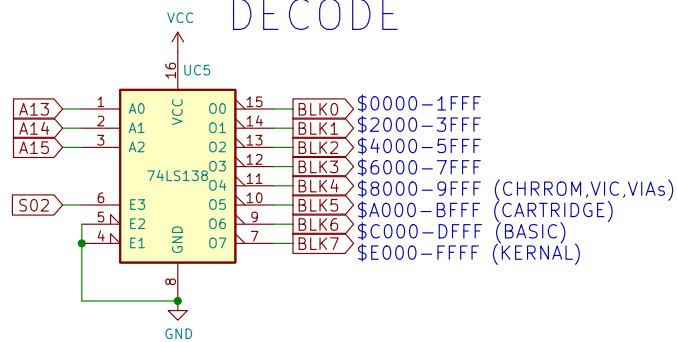 DECODE
VCC
16
UC5
A13 1 A0 VCC O0 15 BLK0 $0000-1FFF
A14 2 A1 O1 14 BLK1 $2000-3FFF
A15 3 A2 O2 13 BLK2 $4000-5FFF
O3 12 BLK3 $6000-7FFF
74LS138 O4 11 BLK4 $8000-9FFF (CHRROM,VIC,VIAs)
S02 6 E3 O5 10 BLK5 $A000-BFFF (CARTRIDGE)
5 E2 O6 9 BLK6 $C000-DFFF (BASIC)
4 E1 GND O7 7 BLK7 $E000-FFFF (KERNAL)
8
GND